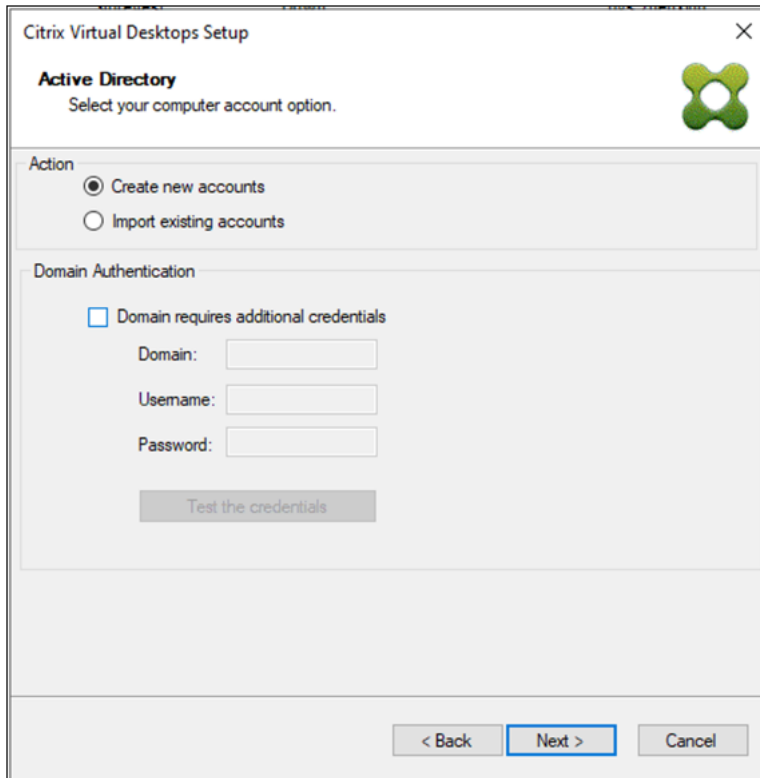 Citrix Virtual Desktops Setup
Active Directory
Select your computer account option.
Action
Create new accounts
Import existing accounts
Domain Authentication
Domain requires additional credentials
Domain:
Username:
Password:
Test the credentials
< Back Next > Cancel